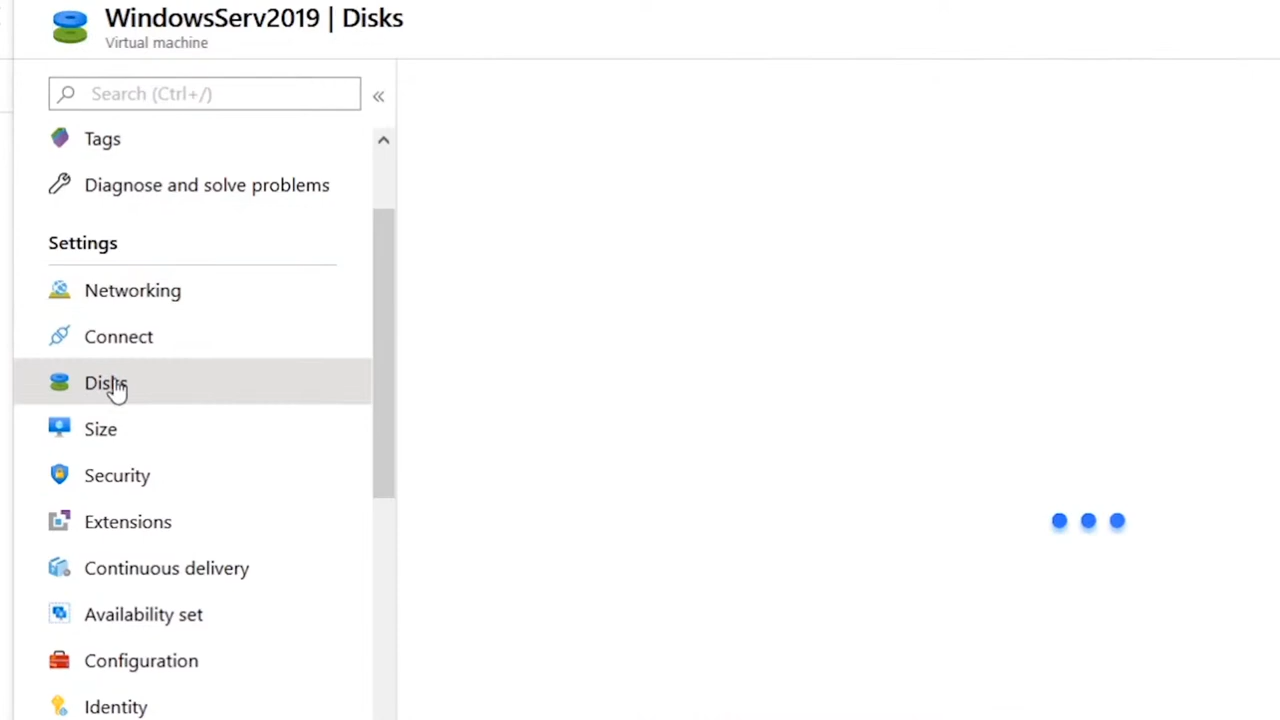 WindowsServ2019 | Disks
Virtual machine
Search (Ctrl+/)
«
Tags
Diagnose and solve problems
Settings
Networking
Connect
Disks
Size
Security
Extensions
Continuous delivery
Availability set
Configuration
Identity